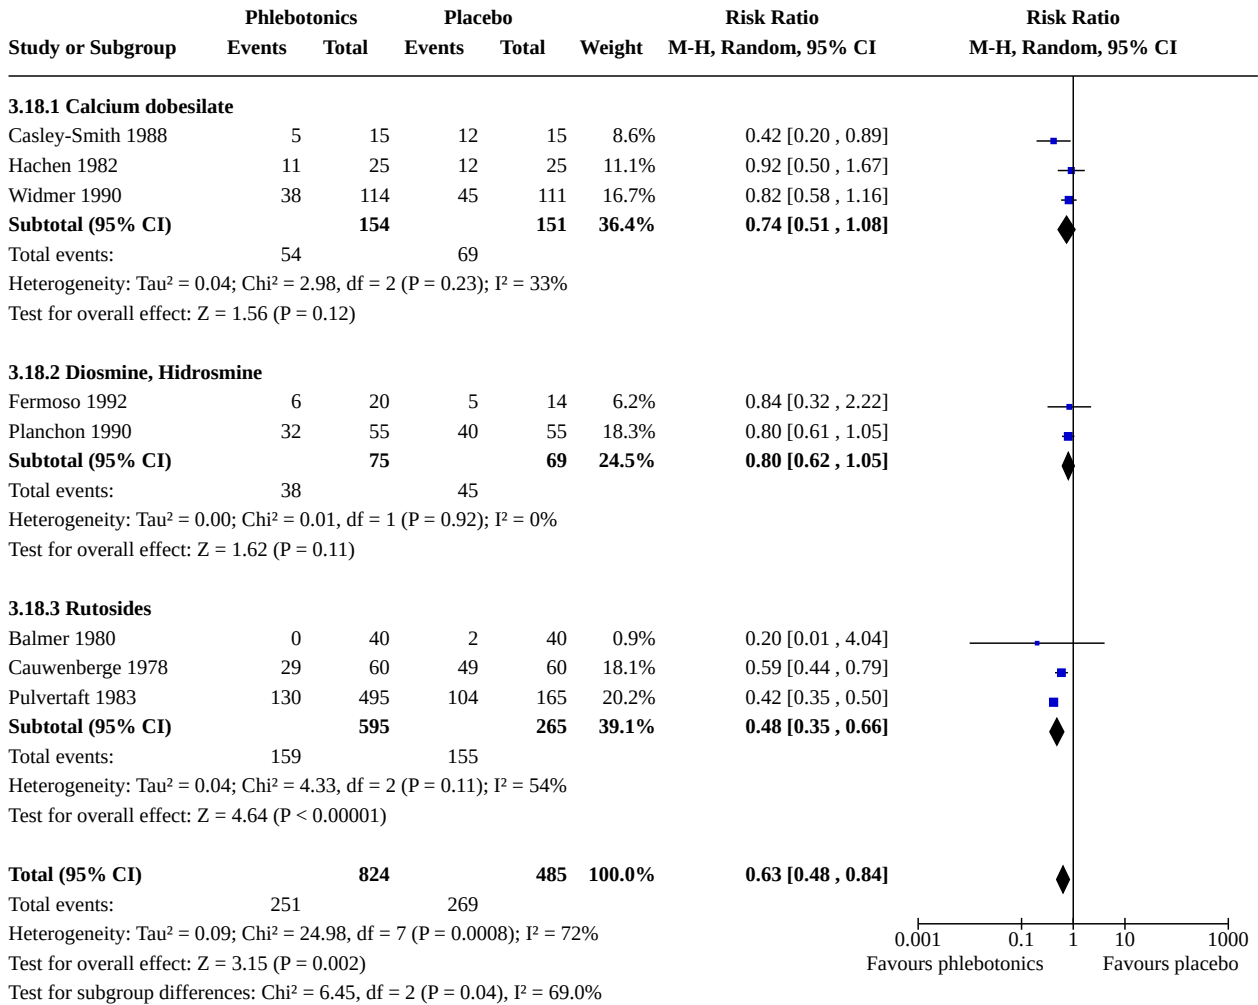 Phlebotonics Placebo Risk Ratio Risk Ratio
Study or Subgroup Events Total Events Total Weight M-H, Random, 95% CI M-H, Random, 95% CI
3.18.1 Calcium dobesilate
Casley-Smith 1988 5 15 12 15 8.6% 0.42 [0.20 , 0.89]
Hachen 1982 11 25 12 25 11.1% 0.92 [0.50 , 1.67]
Widmer 1990 38 114 45 111 16.7% 0.82 [0.58 , 1.16]
Subtotal (95% CI) 154 151 36.4% 0.74 [0.51 , 1.08]
Total events: 54 69
Heterogeneity: Tau² = 0.04; Chi² = 2.98, df = 2 (P = 0.23); I² = 33%
Test for overall effect: Z = 1.56 (P = 0.12)
3.18.2 Diosmine, Hidrosmine
Fermoso 1992 6 20 5 14 6.2% 0.84 [0.32 , 2.22]
Planchon 1990 32 55 40 55 18.3% 0.80 [0.61 , 1.05]
Subtotal (95% CI) 75 69 24.5% 0.80 [0.62 , 1.05]
Total events: 38 45
Heterogeneity: Tau² = 0.00; Chi² = 0.01, df = 1 (P = 0.92); I² = 0%
Test for overall effect: Z = 1.62 (P = 0.11)
3.18.3 Rutosides
Balmer 1980 0 40 2 40 0.9% 0.20 [0.01 , 4.04]
Cauwenberge 1978 29 60 49 60 18.1% 0.59 [0.44 , 0.79]
Pulvertaft 1983 130 495 104 165 20.2% 0.42 [0.35 , 0.50]
Subtotal (95% CI) 595 265 39.1% 0.48 [0.35 , 0.66]
Total events: 159 155
Heterogeneity: Tau² = 0.04; Chi² = 4.33, df = 2 (P = 0.11); I² = 54%
Test for overall effect: Z = 4.64 (P < 0.00001)
Total (95% CI) 824 485 100.0% 0.63 [0.48 , 0.84]
Total events: 251 269
Heterogeneity: Tau² = 0.09; Chi² = 24.98, df = 7 (P = 0.0008); I² = 72%
0.001 0.1 1 10 1000
Test for overall effect: Z = 3.15 (P = 0.002)
Favours phlebotonics Favours placebo
Test for subgroup differences: Chi² = 6.45, df = 2 (P = 0.04), I² = 69.0%